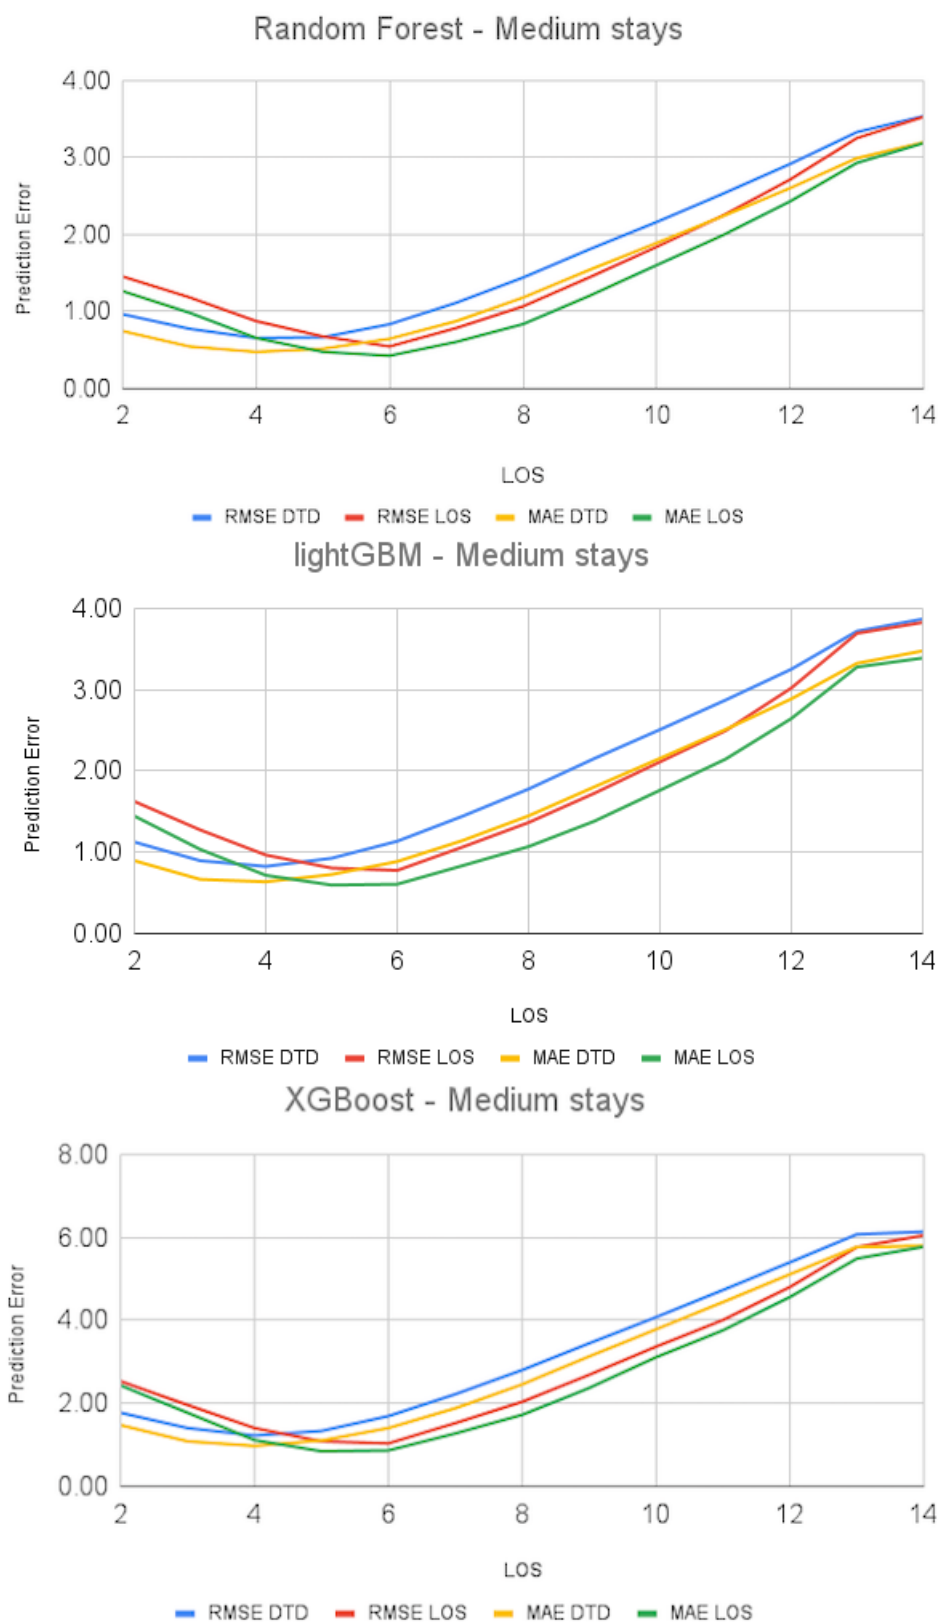 Random Forest - Medium stays
4.00
3.00
2.00
1.00
0.00
Prediction Error
2 4 6 8 10 12 14
LOS
RMSE DTD RMSE LOS MAE DTD MAE LOS
lightGBM - Medium stays
4.00
3.00
2.00
1.00
0.00
Prediction Error
2 4 6 8 10 12 14
LOS
RMSE DTD RMSE LOS MAE DTD MAE LOS
XGBoost - Medium stays
8.00
6.00
4.00
2.00
0.00
Prediction Error
2 4 6 8 10 12 14
LOS
RMSE DTD RMSE LOS MAE DTD MAE LOS